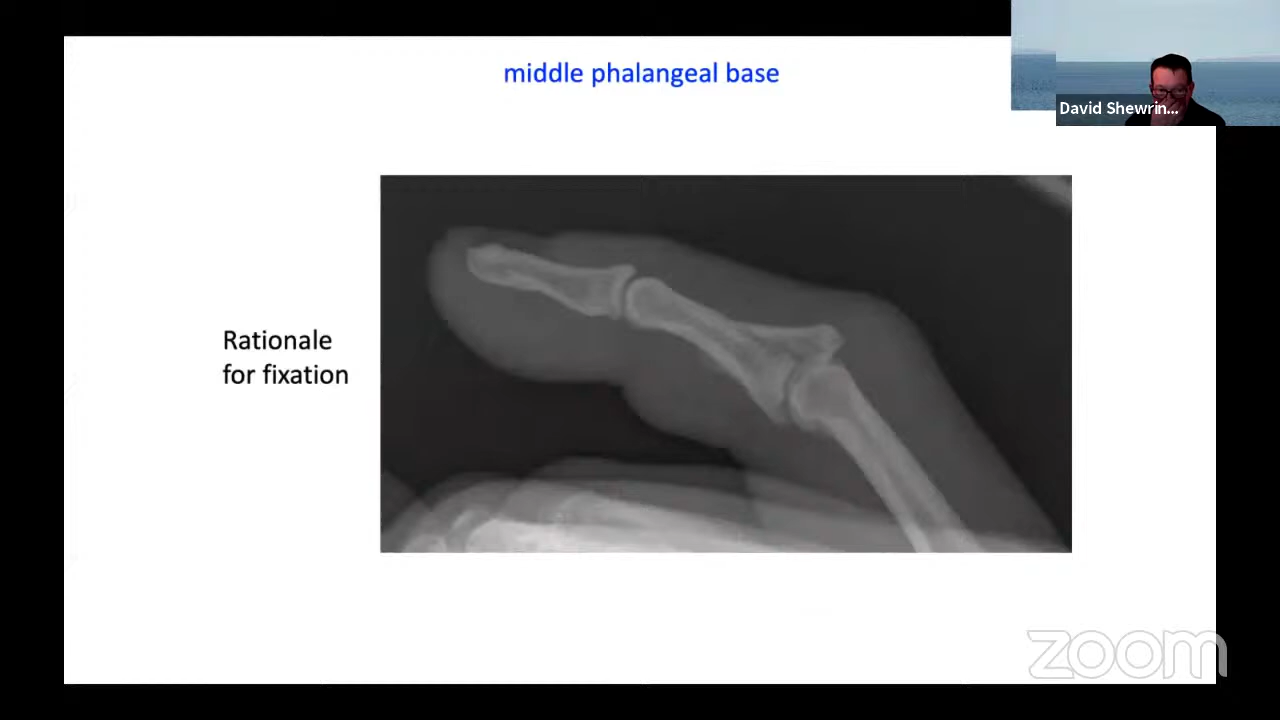 middle phalangeal base
David Shewrin...
Rationale
for fixation
zoom